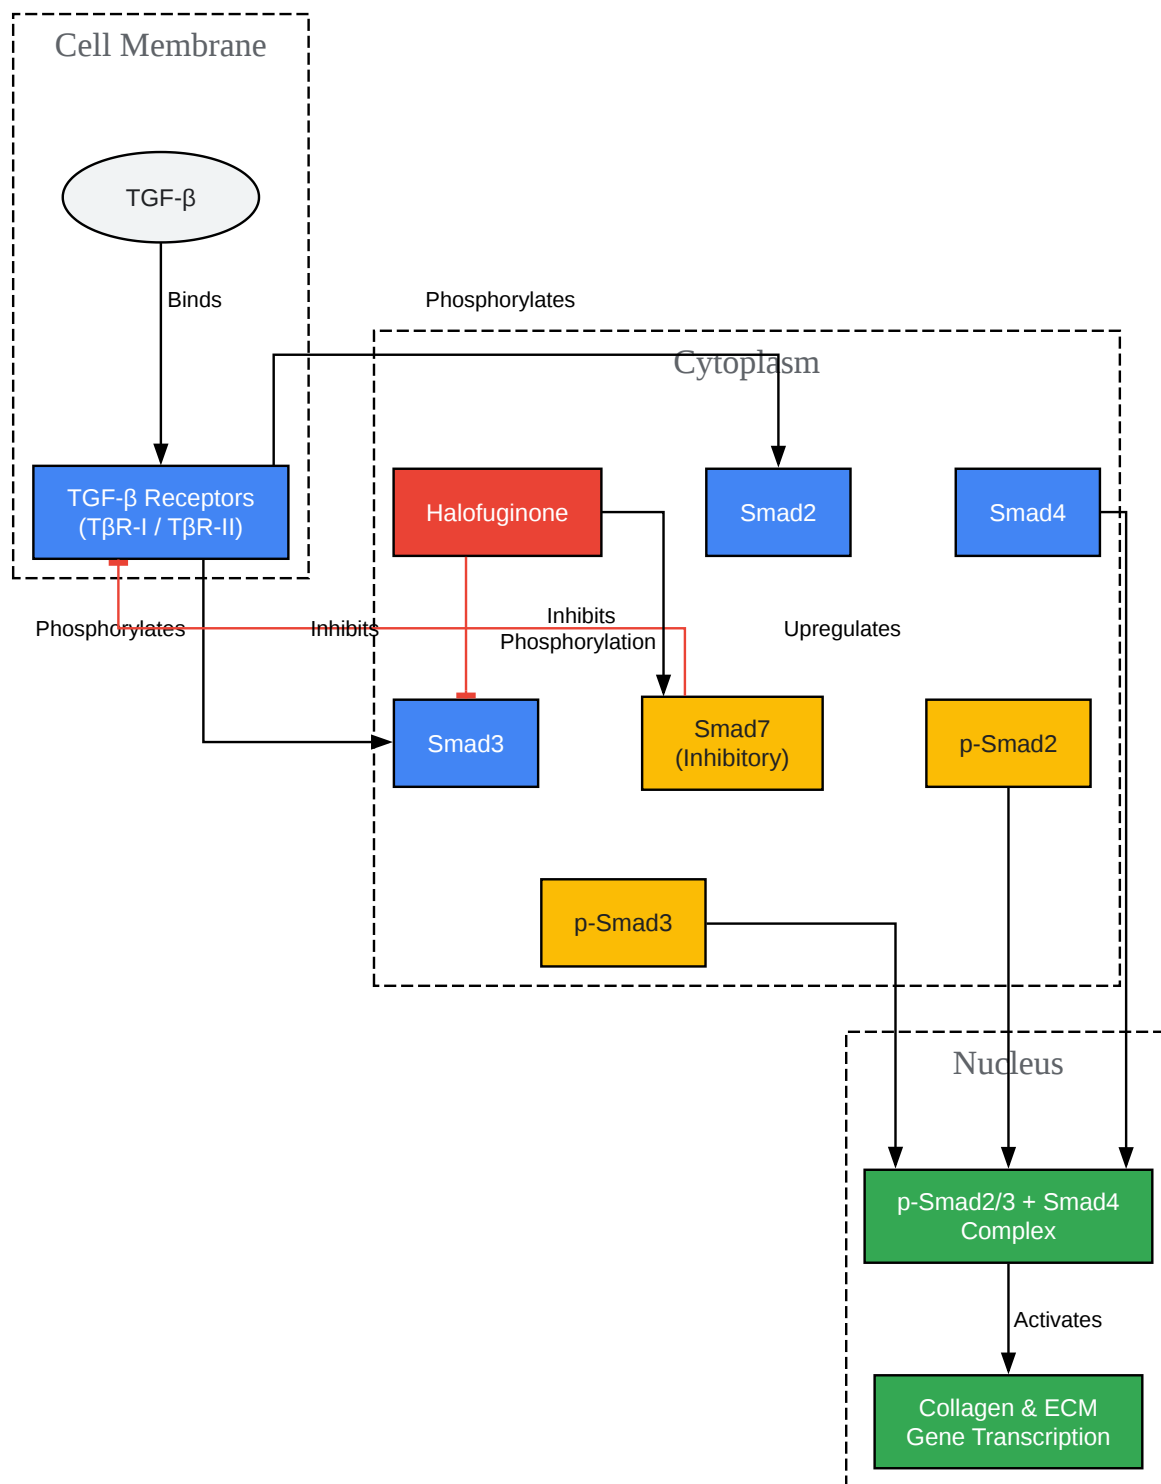 Cell Membrane
TGF-β
Binds
Phosphorylates
Cytoplasm
TGF-β Receptors
(TβR-I / TβR-II)
Halofuginone
Smad2
Smad4
Phosphorylates
Inhibits
Inhibits
Phosphorylation
Upregulates
Smad3
Smad7
(Inhibitory)
p-Smad2
p-Smad3
Nucleus
p-Smad2/3 + Smad4
Complex
Activates
Collagen & ECM
Gene Transcription